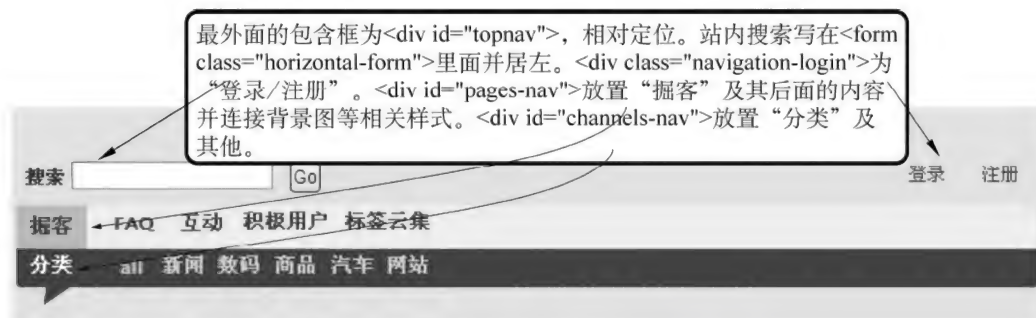 最外面的包含框为<div id="topnav">，相对定位。站内搜索写在<form
class="horizontal-form">里面并居左。<div class="navigation-login">为
“登录/注册”。<div id="pages-nav">放置“掘客”及其后面的内容
并连接背景图等相关样式。<div id="channels-nav">放置“分类”及
其他。
搜索 Go 登录 注册
掘客 FAQ 互动 积极用户 标签云集
分类 all 新闻 数码 商品 汽车 网站